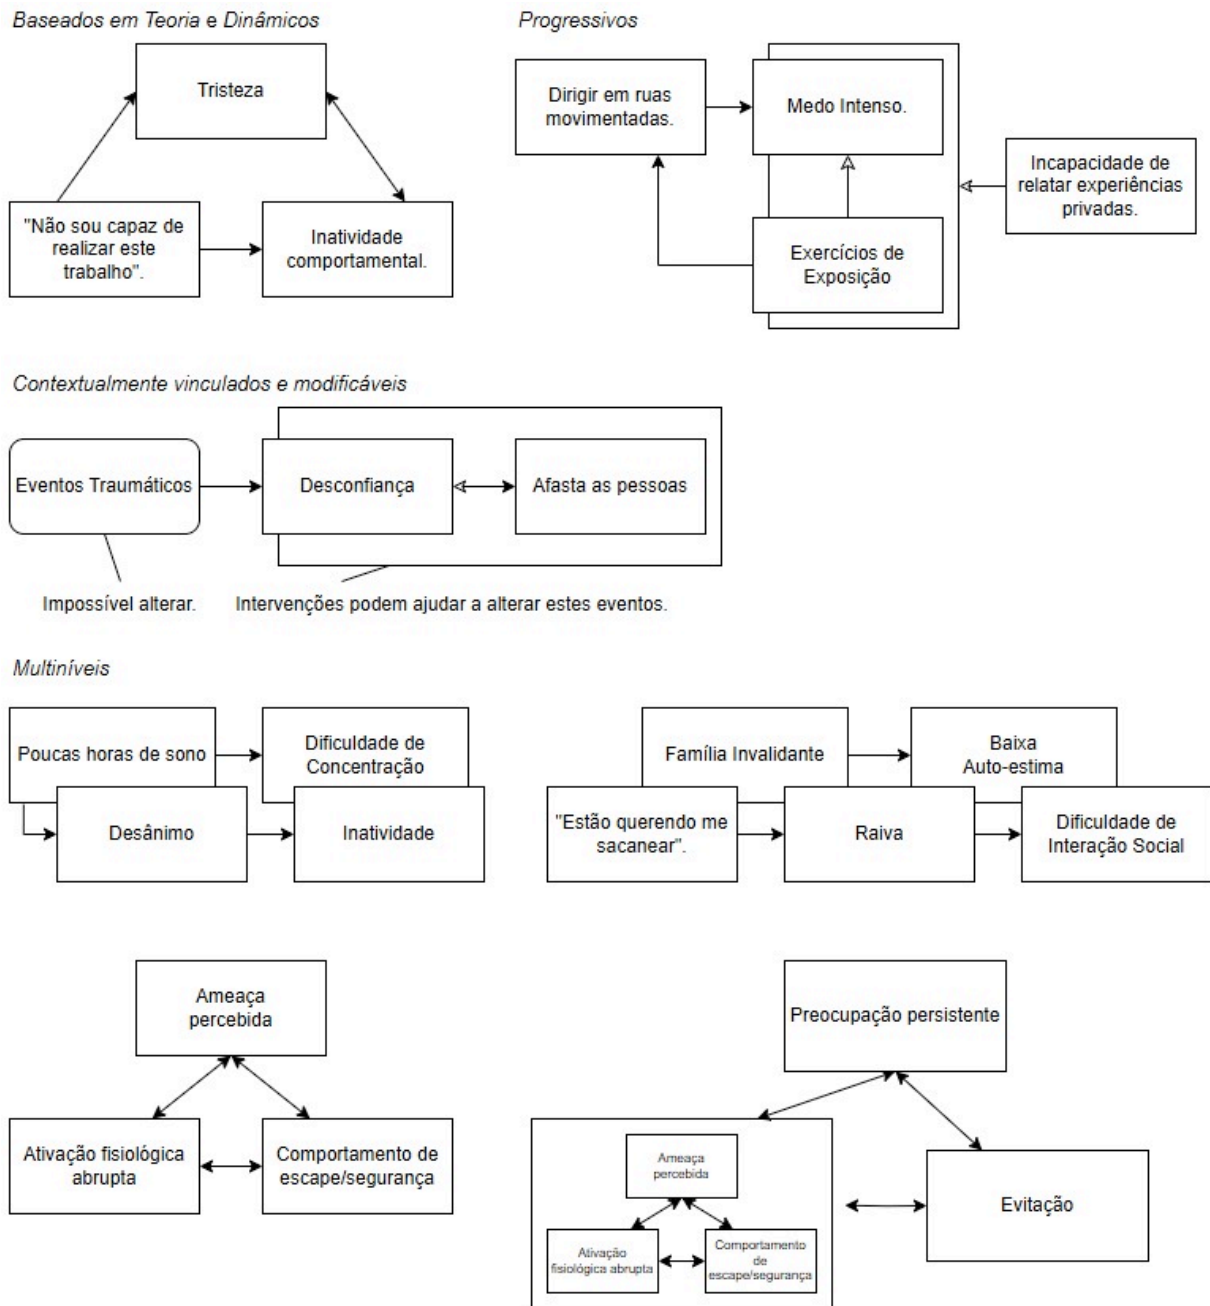 Baseados em Teoria e Dinâmicos
Tristeza
"Não sou capaz de
realizar este
trabalho".
Inatividade
comportamental.
Progressivos
Dirigir em ruas
movimentadas.
Medo Intenso.
Exercícios de
Exposição
Incapacidade de
relatar experiências
privadas.
Contextualmente vinculados e modificáveis
Eventos Traumáticos
Desconfiança
Afasta as pessoas
Impossível alterar.
Intervenções podem ajudar a alterar estes eventos.
Multiníveis
Poucas horas de sono
Dificuldade de
Concentração
Desânimo
Inatividade
Família Invalidante
Baixa
Auto-estima
"Estão querendo me
sacanear".
Raiva
Dificuldade de
Interação Social
Ameaça
percebida
Ativação fisiológica
abrupta
Comportamento de
escape/segurança
Preocupação persistente
Ameaça
percebida
Ativação
fisiológica abrupta
Comportamento
de
escape/segurança
Evitação